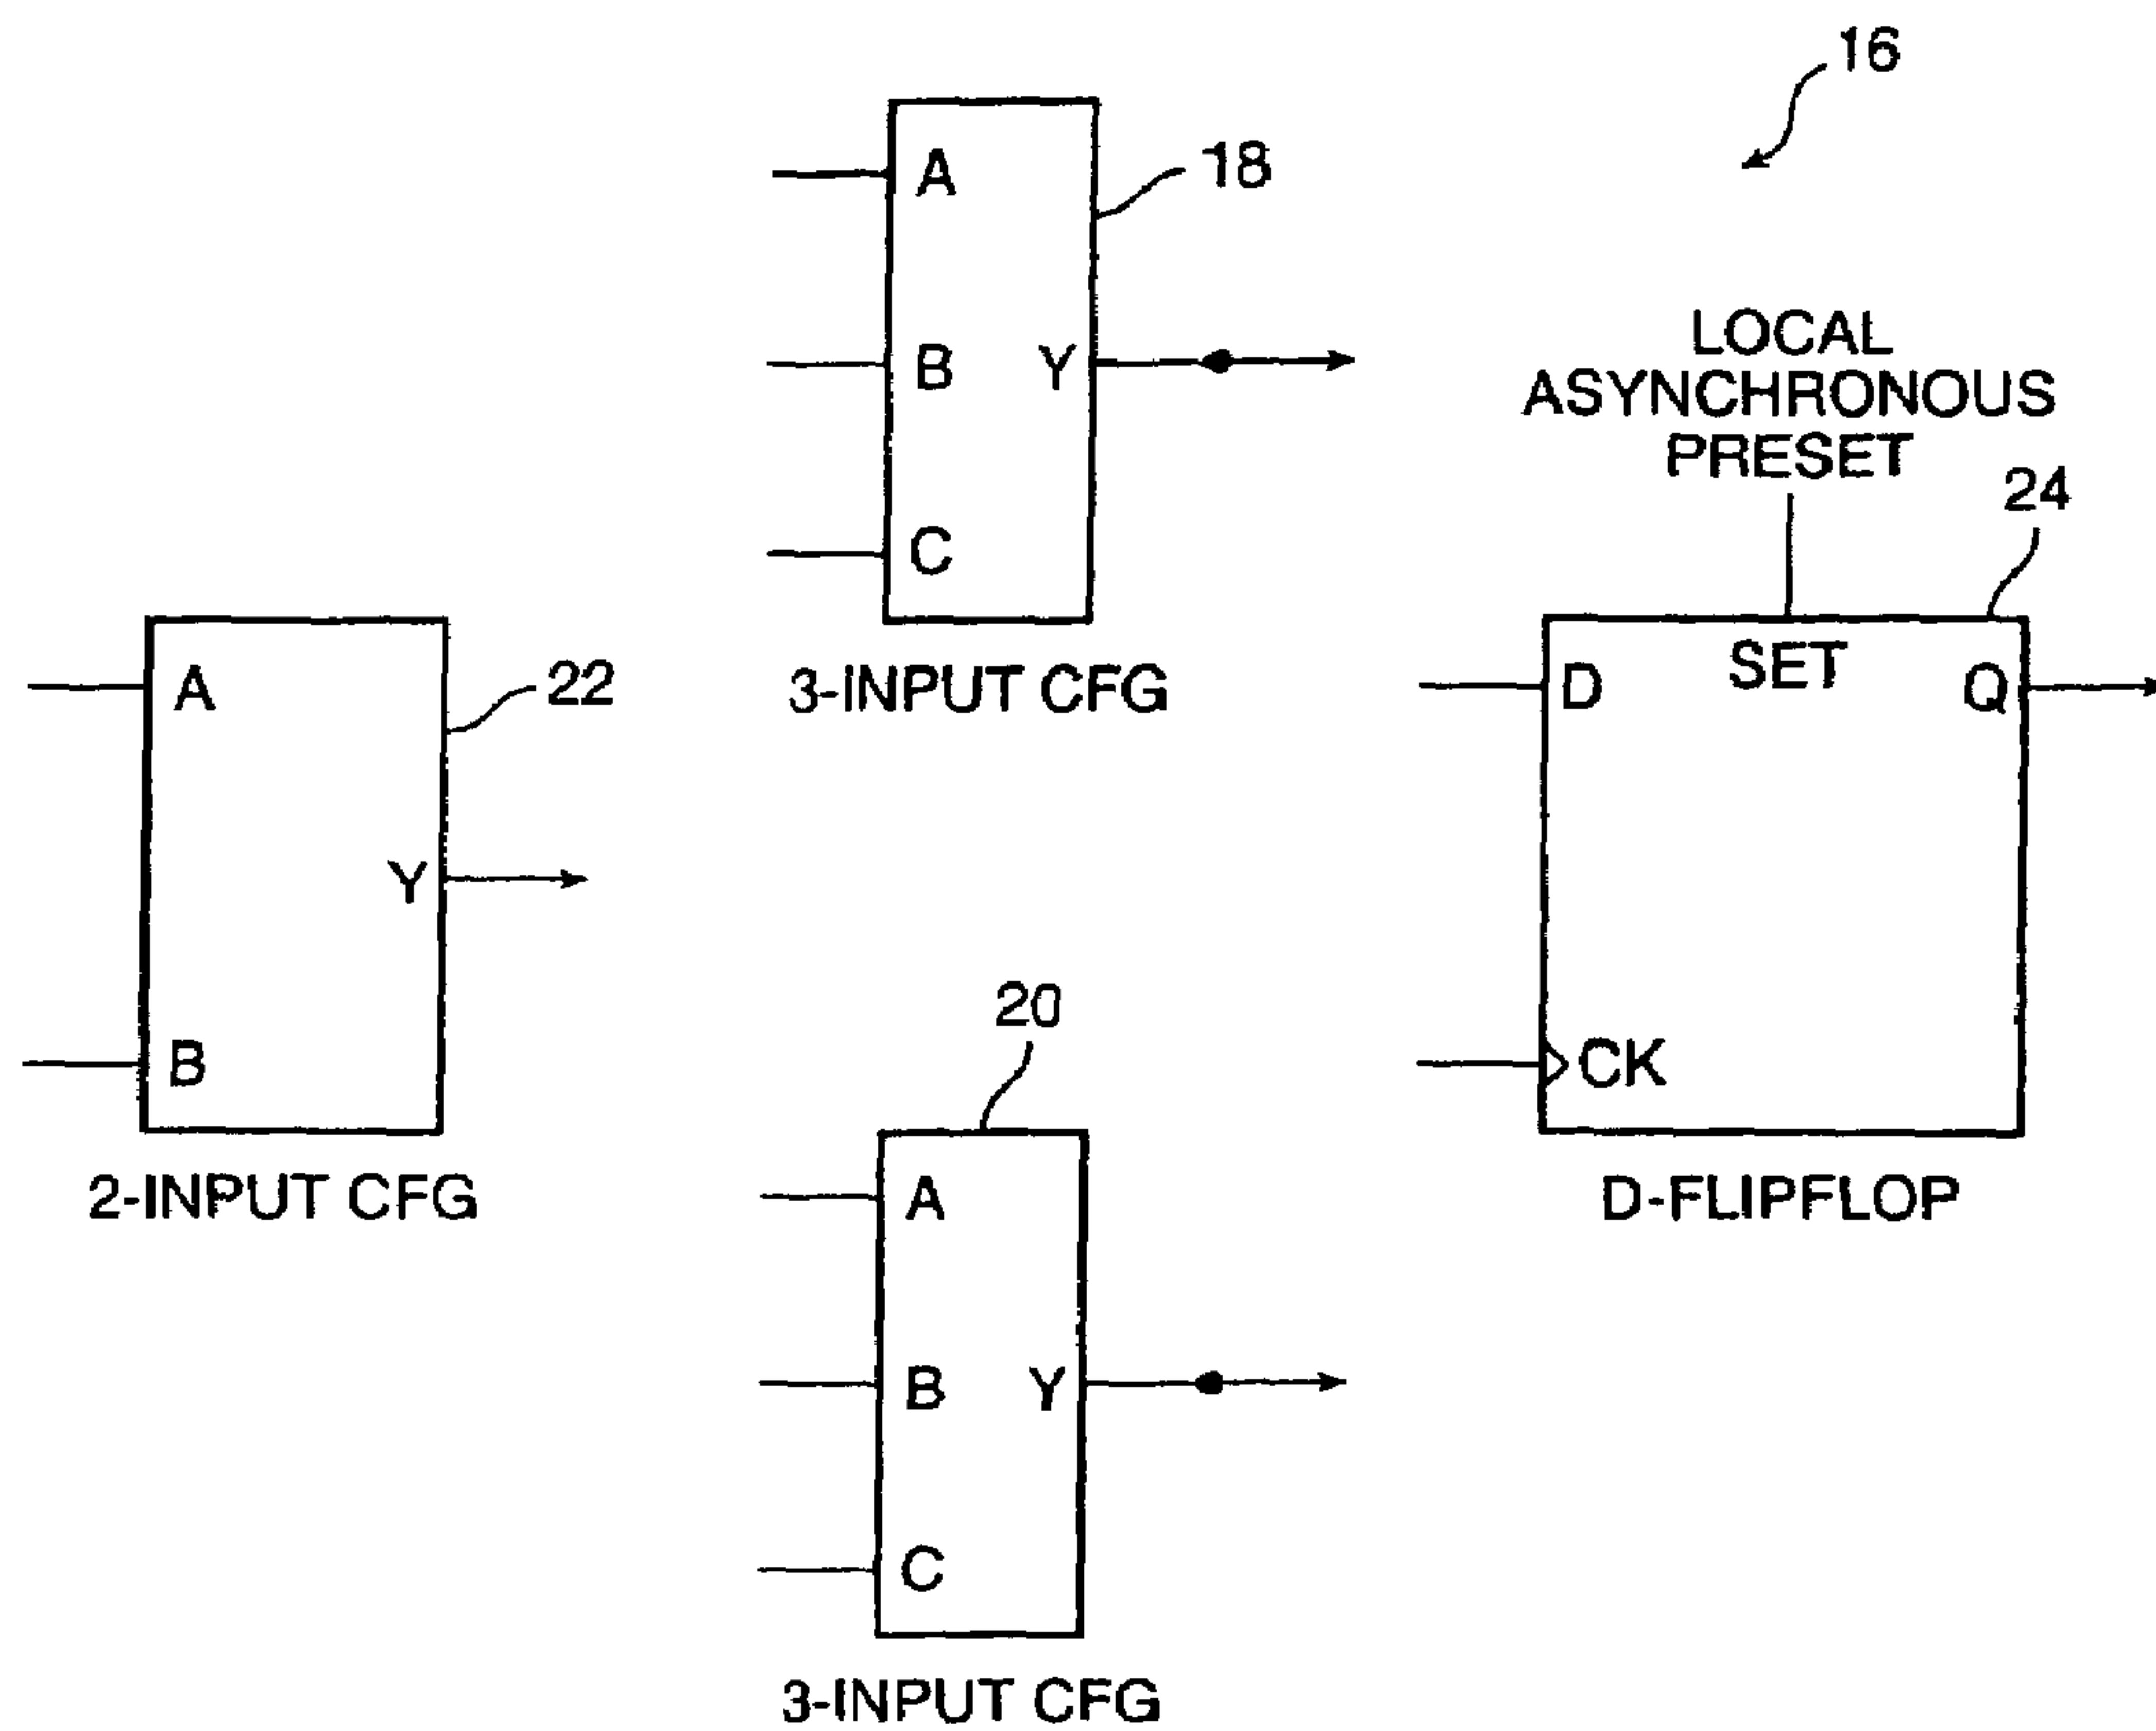 16
A
18
B
Y
C
3-INPUT CFG
LOCAL
ASYNCHRONOUS
PRESET
24
A
22
Y
B
2-INPUT CFG
SET
D
Q
CK
D-FLIPFLOP
20
A
B
Y
C
3-INPUT CFG